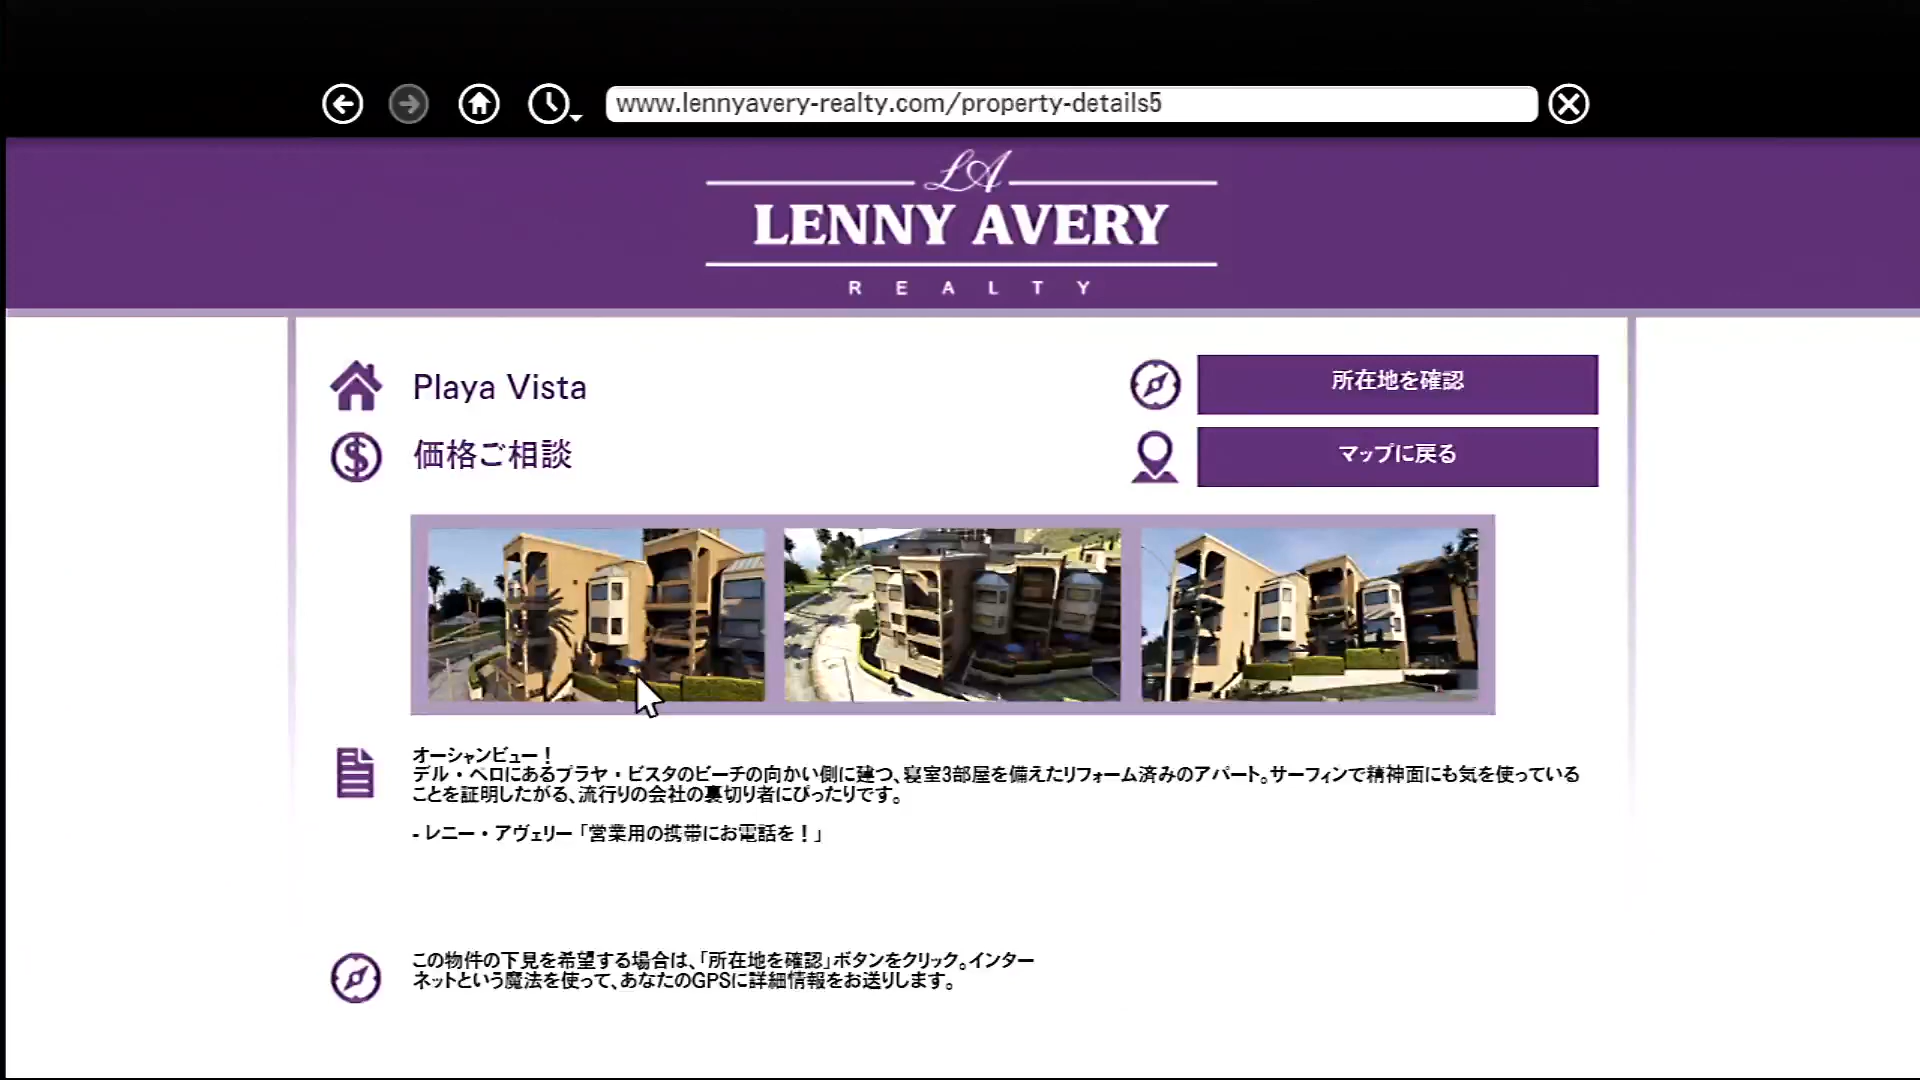 www.lennyavery-realty.com/property-details5
LA
LENNY AVERY
REALTY
Playa Vista
所在地を確認
価格ご相談
マップに戻る
オーシャンビュー！
デル・ペロにあるプラヤ・ビスタのビーチの向かい側に建つ、寝室3部屋を備えたリフォーム済みのアパート。サーフィンで精神面にも気を使っている
ことを証明したがる、流行りの会社の裏切り者にぴったりです。
- レニー・アヴェリー「営業用の携帯にお電話を！」
この物件の下見を希望する場合は、「所在地を確認」ボタンをクリック。インター
ネットという魔法を使って、あなたのGPSに詳細情報をお送りします。